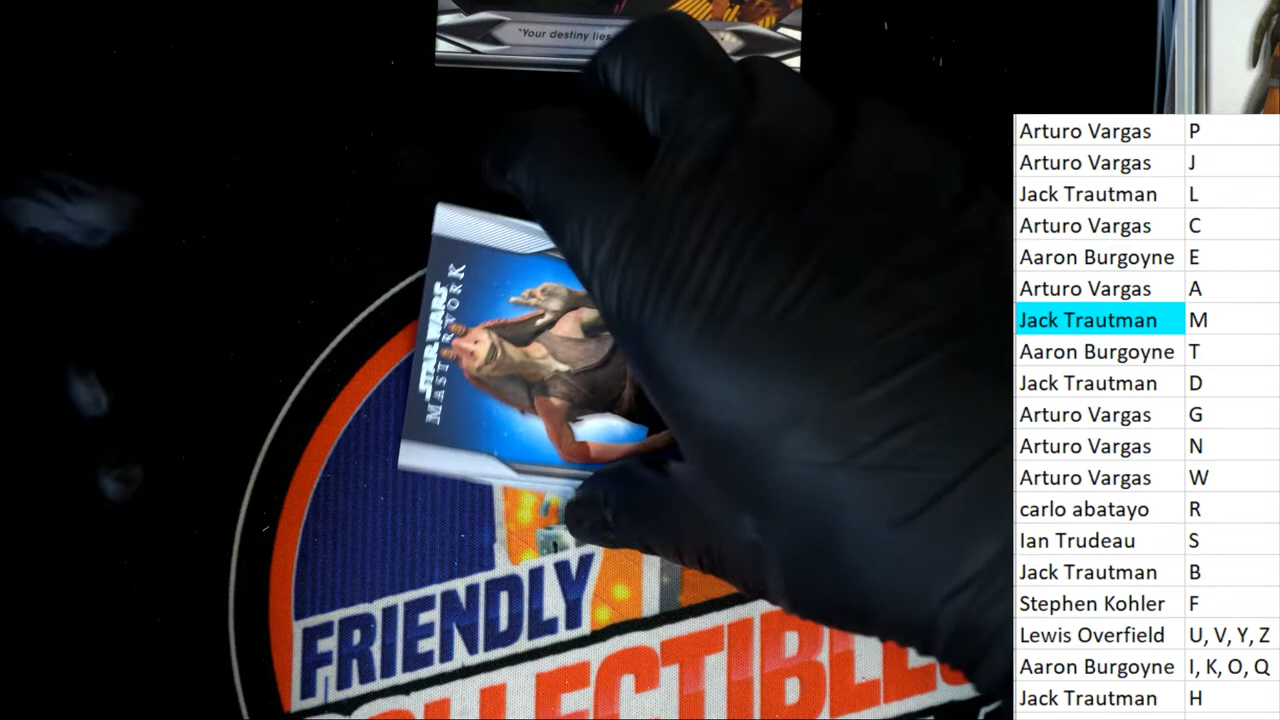 "Your destiny lies
STAR WARS
MASTERWORK
FRIENDLY
COLLECTIBLES
Arturo Vargas P
Arturo Vargas J
Jack Trautman L
Arturo Vargas C
Aaron Burgoyne E
Arturo Vargas A
Jack Trautman M
Aaron Burgoyne T
Jack Trautman D
Arturo Vargas G
Arturo Vargas N
Arturo Vargas W
carlo abatayo R
Ian Trudeau S
Jack Trautman B
Stephen Kohler F
Lewis Overfield U, V, Y, Z
Aaron Burgoyne I, K, O, Q
Jack Trautman H